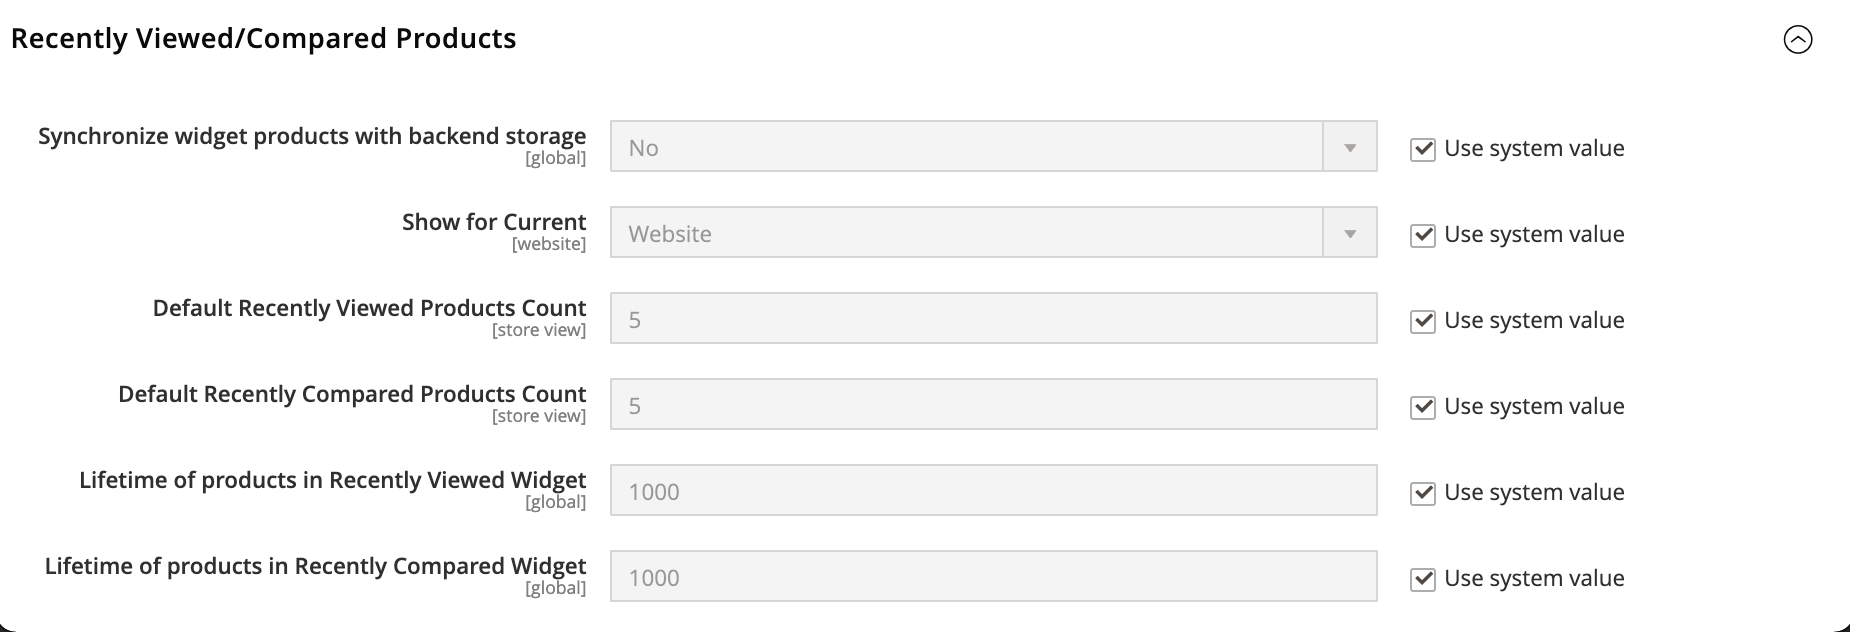 Recently Viewed/Compared Products
Synchronize widget products with backend storage
[global]
No
Use system value
Show for Current
[website]
Website
Use system value
Default Recently Viewed Products Count
[store view]
5
Use system value
Default Recently Compared Products Count
[store view]
5
Use system value
Lifetime of products in Recently Viewed Widget
[global]
1000
Use system value
Lifetime of products in Recently Compared Widget
[global]
1000
Use system value